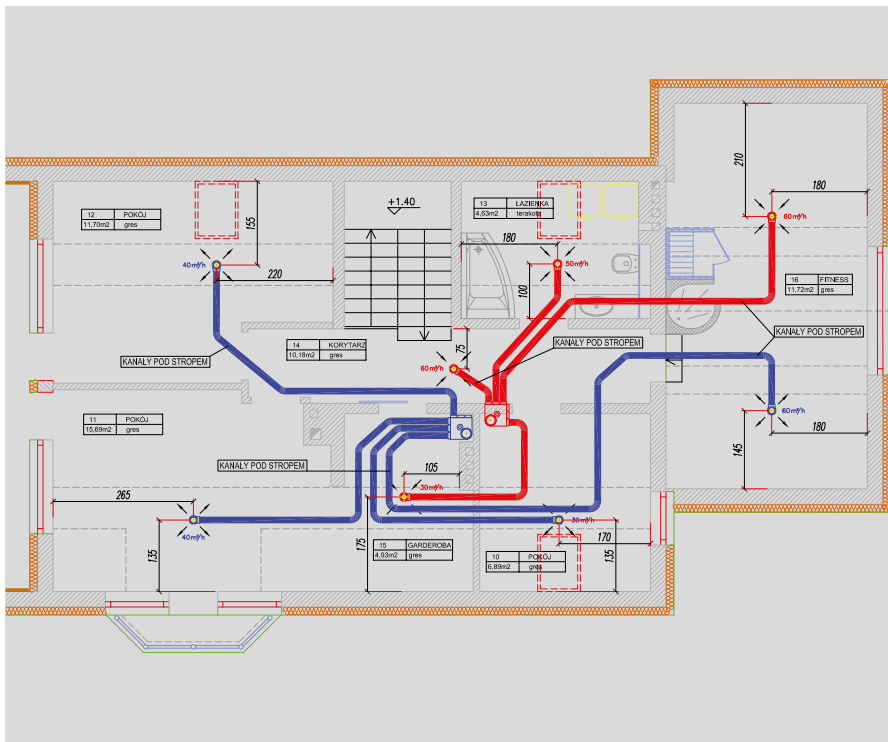 210
180
60 m³/h
12 POKÓJ
11,70m2 gres
155
+1.40
13 ŁAZIENKA
4,63m2 terakota
180
220
40m³/h
50m³/h
100
16 FITNESS
11,72m2 gres
KANAŁY POD STROPEM
14 KORYTARZ
10,18m2 gres
75
KANAŁY POD STROPEM
KANAŁY POD STROPEM
60m³/h
11 POKÓJ
15,69m2 gres
60m³/h
180
145
KANAŁY POD STROPEM
105
265
30m³/h
40m³/h
135
175
30m³/h
15 GARDEROBA
4,93m2 gres
10 POKÓJ
6,89m2 gres
170
135